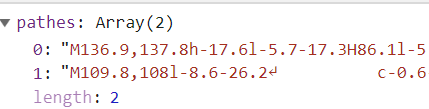 ▼ pathes: Array(2)
0: "M136.9,137.8h-17.6l-5.7-17.3H86.1l-5
1: "M109.8,108l-8.6-26.2↵ c-0.6
length: 2